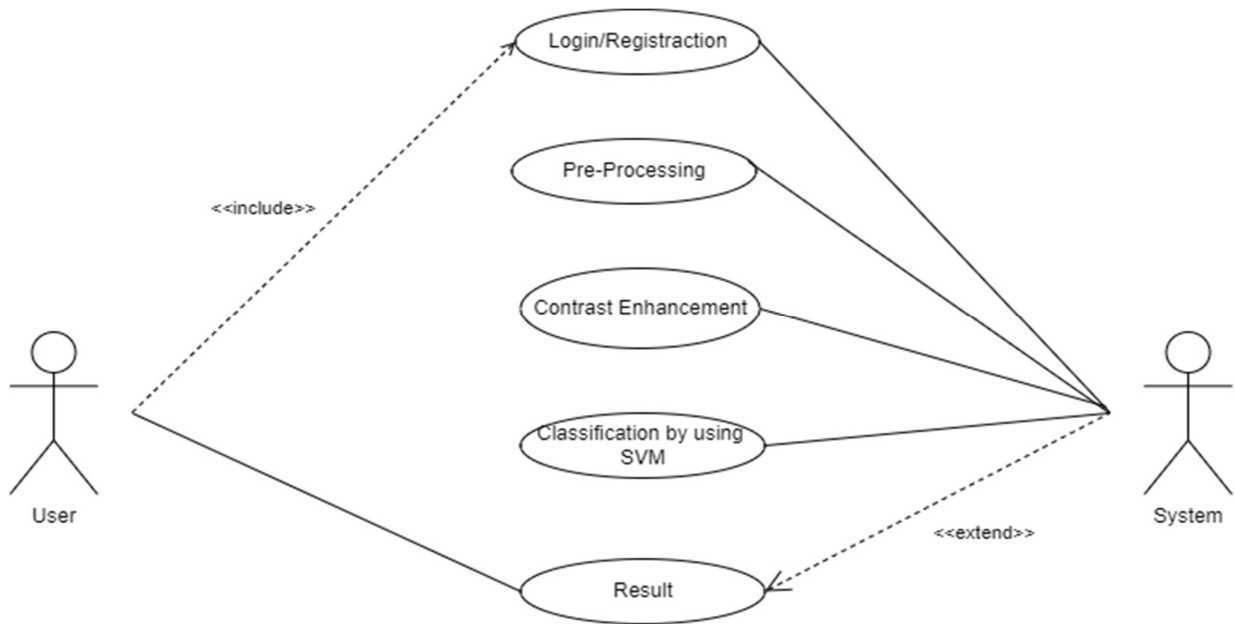 Login/Registraction
Pre-Processing
<<include>>
Contrast Enhancement
Classification by using
SVM
User
System
<<extend>>
Result